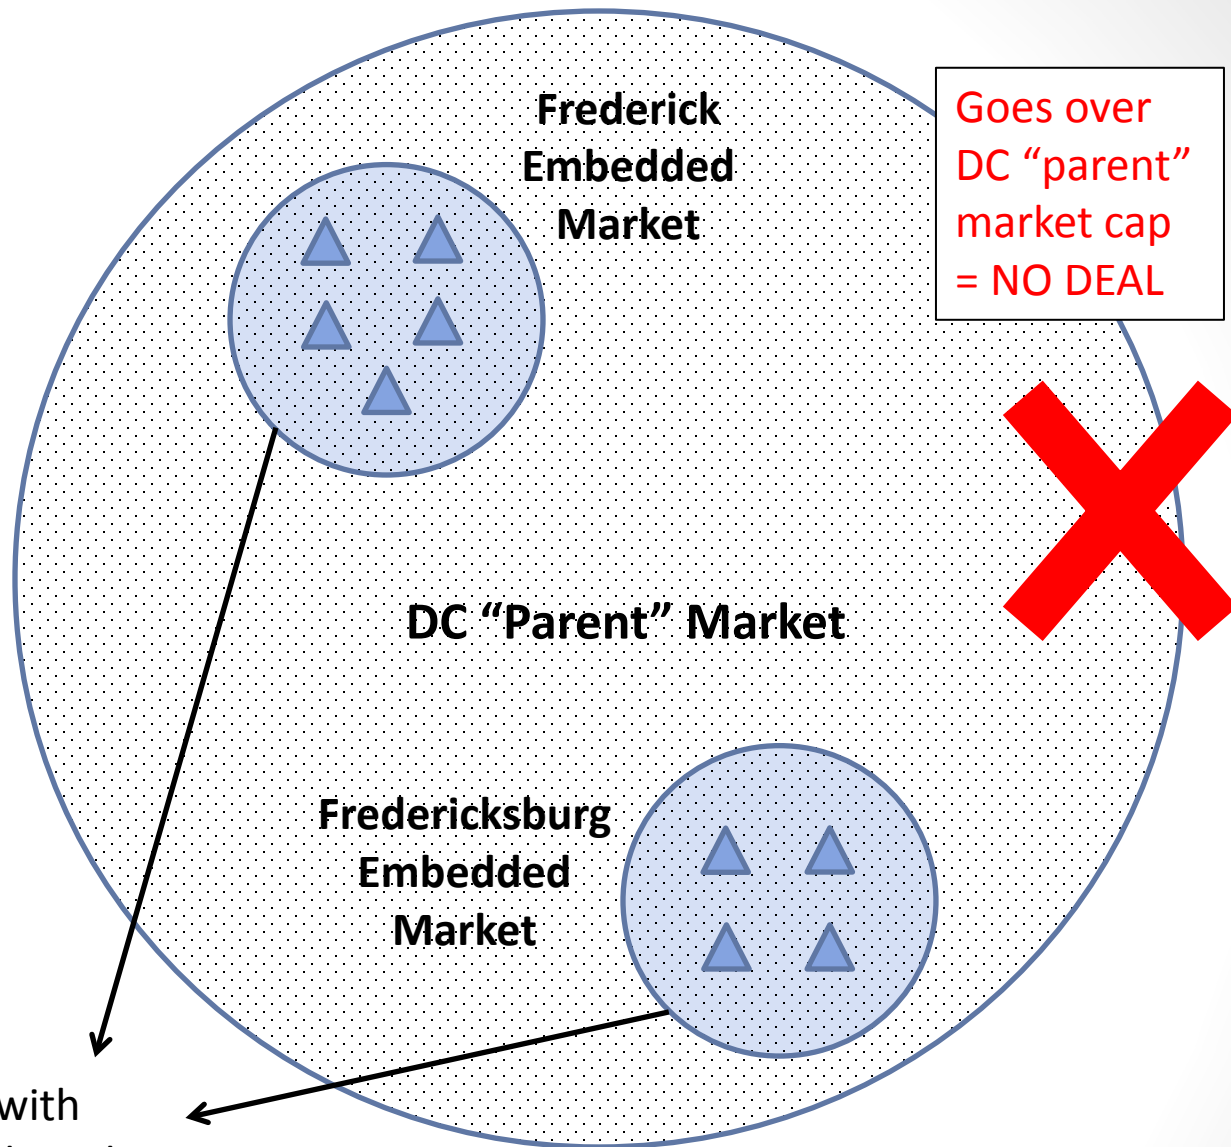 Frederick
Embedded
Market
Goes over
DC “parent”
market cap
= NO DEAL
DC “Parent” Market
Fredericksburg
Embedded
Market
with